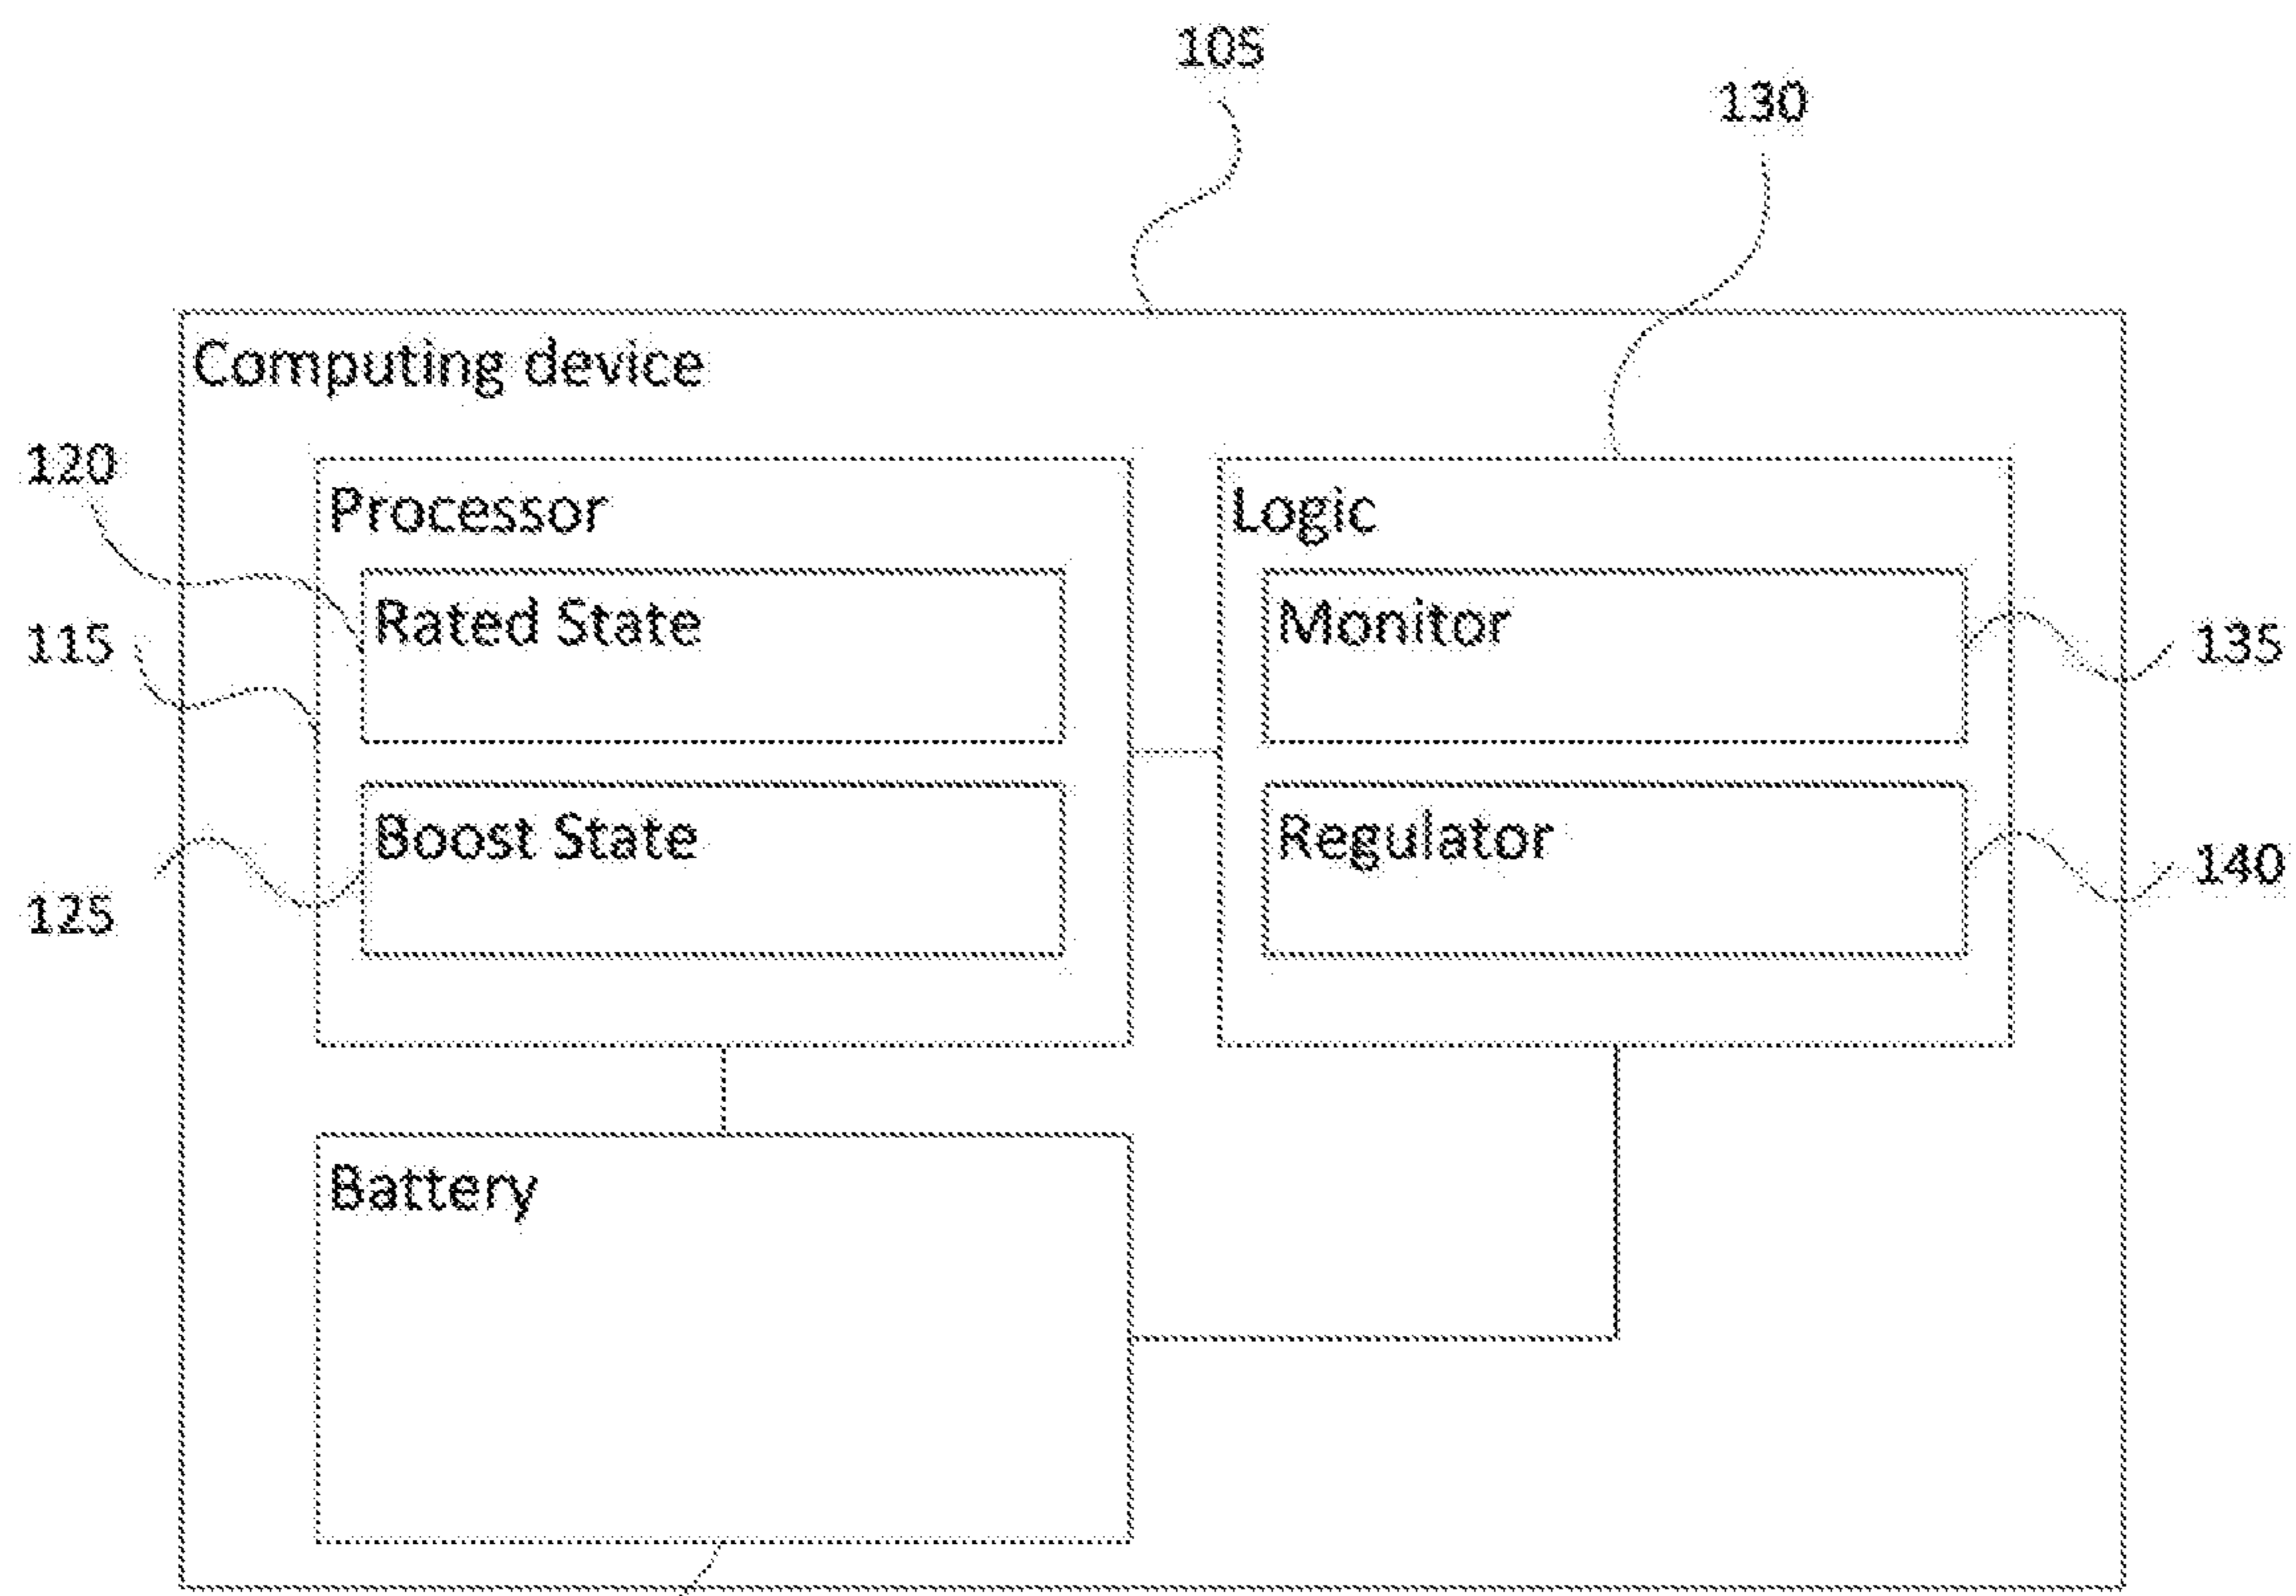 105
130
Computing device
120
Processor
Logic
Rated State
Monitor
115
135
Boost State
Regulator
140
125
Battery